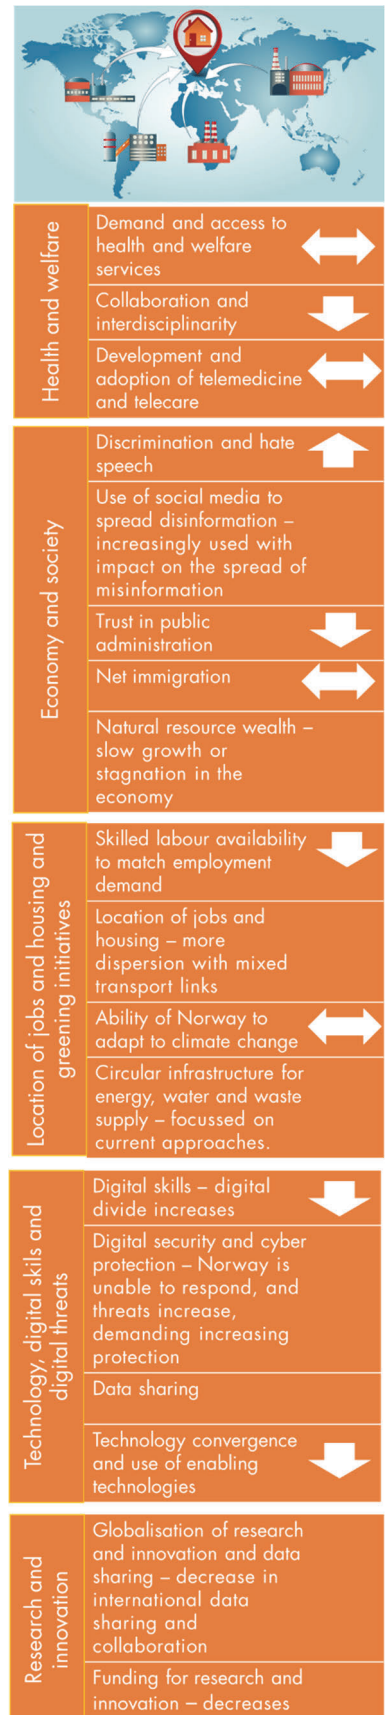 Health and welfare
Demand and access to
health and welfare
services
Collaboration and
interdisciplinarity
Development and
adoption of telemedicine
and telecare
Economy and society
Discrimination and hate
speech
Use of social media to
spread disinformation –
increasingly used with
impact on the spread of
misinformation
Trust in public
administration
Net immigration
Natural resource wealth –
slow growth or
stagnation in the
economy
Location of jobs and housing and
greening initiatives
Skilled labour availability
to match employment
demand
Location of jobs and
housing – more
dispersion with mixed
transport links
Ability of Norway to
adapt to climate change
Circular infrastructure for
energy, water and waste
supply – focussed on
current approaches.
Technology, digital skils and
digital threats
Digital skills – digital
divide increases
Digital security and cyber
protection – Norway is
unable to respond, and
threats increase,
demanding increasing
protection
Data sharing
Technology convergence
and use of enabling
technologies
Research and
innovation
Globalisation of research
and innovation and data
sharing – decrease in
international data
sharing and
collaboration
Funding for research and
innovation – decreases